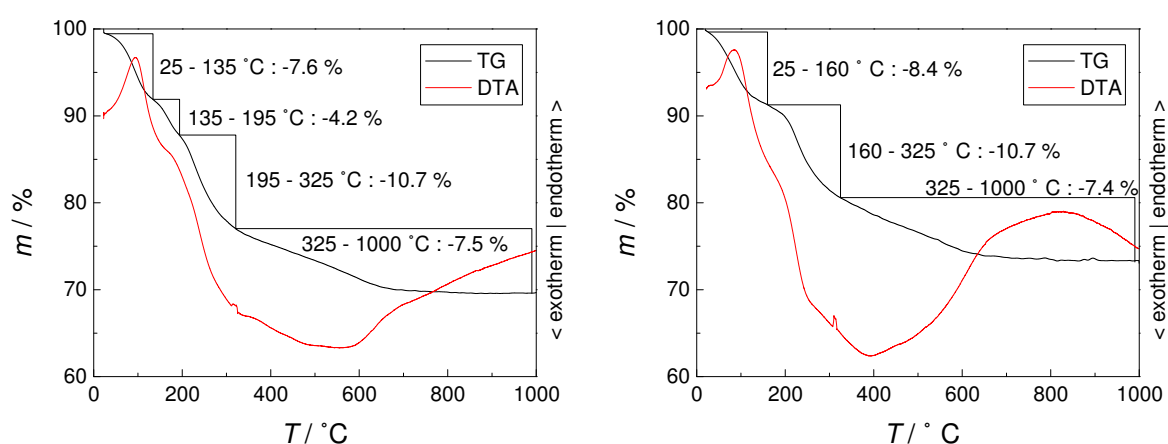 100
90
80
70
60
m / %
TG
DTA
25 - 135 ˚C : -7.6 %
135 - 195 ˚C : -4.2 %
195 - 325 ˚C : -10.7 %
325 - 1000 ˚C : -7.5 %
0 200 400 600 800 1000
T / ˚C
< exotherm | endotherm >
100
90
80
70
60
m / %
TG
DTA
25 - 160 ˚C : -8.4 %
160 - 325 ˚C : -10.7 %
325 - 1000 ˚C : -7.4 %
0 200 400 600 800 1000
T / ˚C
< exotherm | endotherm >